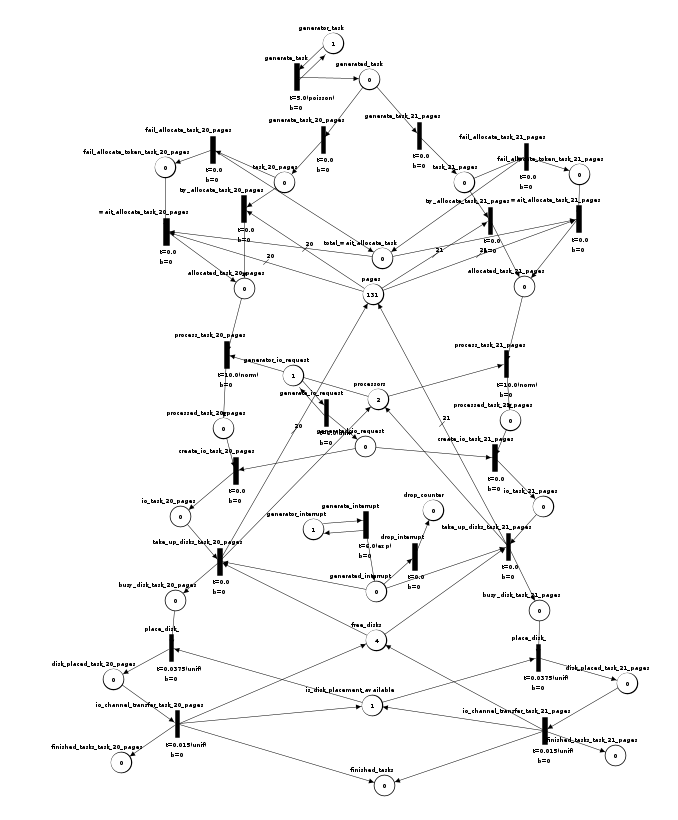 generator_task
1
generate_task
generated_task
0
t=5.0(poisson)
b=0
generate_task_20_pages
generate_task_21_pages
t=0.0
b=0
t=0.0
b=0
fail_allocate_task_20_pages
fail_allocate_task_21_pages
fail_allocate_token_task_20_pages
fail_allocate_token_task_21_pages
0
0
t=0.0
b=0
t=0.0
b=0
task_20_pages
task_21_pages
0
0
try_allocate_task_20_pages
try_allocate_task_21_pages
t=0.0
b=0
t=0.0
b=0
wait_allocate_task_20_pages
wait_allocate_task_21_pages
t=0.0
b=0
t=0.0
b=0
total_wait_allocate_task
0
20
20
21
allocated_task_20_pages
allocated_task_21_pages
0
0
pages
131
process_task_20_pages
process_task_21_pages
t=10.0(norm)
b=0
t=10.0(norm)
b=0
generator_io_request
1
processors
2
generate_io_request
b=0
generated_io_request
0
processed_task_20_pages
processed_task_21_pages
0
0
20
21
create_io_task_20_pages
create_io_task_21_pages
t=0.0
b=0
t=0.0
b=0
io_task_20_pages
io_task_21_pages
0
0
generator_interrupt
1
generate_interrupt
b=0
drop_counter
0
drop_interrupt
t=0.0
b=0
take_up_disks_task_20_pages
take_up_disks_task_21_pages
t=0.0
b=0
t=0.0
b=0
generated_interrupt
0
busy_disk_task_20_pages
busy_disk_task_21_pages
0
0
free_disks
4
place_disk_
place_disk_
t=0.0375(unif)
b=0
t=0.0375(unif)
b=0
disk_placed_task_20_pages
disk_placed_task_21_pages
0
0
is_disk_placement_available
1
io_channel_transfer_task_20_pages
io_channel_transfer_task_21_pages
t=0.015(unif)
b=0
t=0.015(unif)
b=0
finished_tasks_task_20_pages
finished_tasks_task_21_pages
0
0
finished_tasks
0